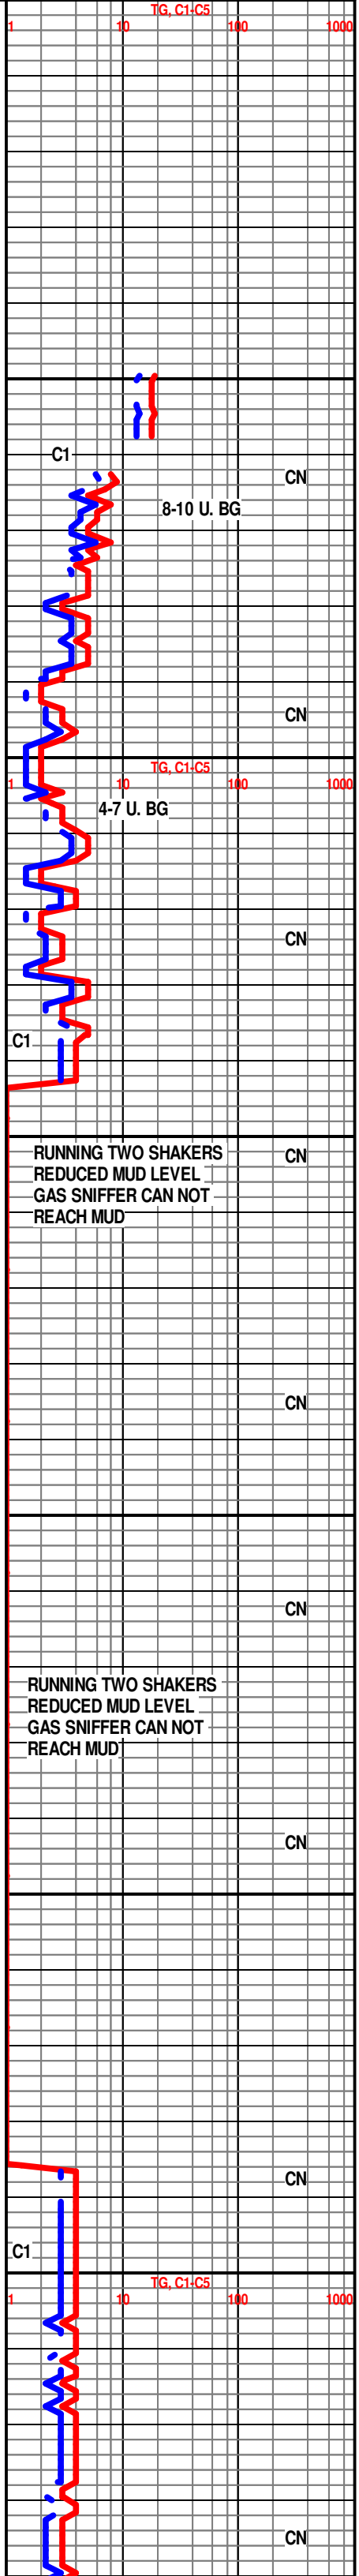 TG, C1-C5
1 10 100 1000
C1
CN
8-10 U. BG
CN
TG, C1-C5
1 10 100 1000
4-7 U. BG
CN
C1
RUNNING TWO SHAKERS
CN
REDUCED MUD LEVEL
GAS SNIFFER CAN NOT
REACH MUD
CN
CN
RUNNING TWO SHAKERS
REDUCED MUD LEVEL
GAS SNIFFER CAN NOT
REACH MUD
CN
CN
C1
TG, C1-C5
1 10 100 1000
CN